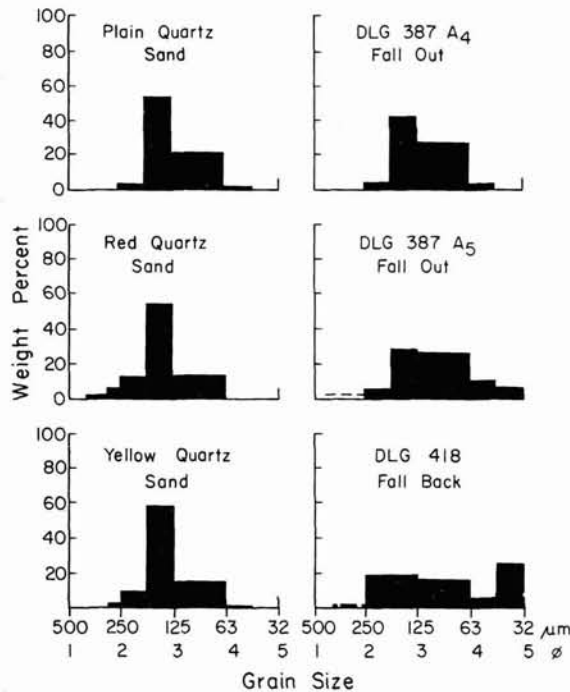 Plain Quartz
Sand
DLG 387 A4
Fall Out
100
80
60
40
20
0
Red Quartz
Sand
DLG 387 A5
Fall Out
100
80
60
40
20
0
Weight Percent
Yellow Quartz
Sand
DLG 418
Fall Back
100
80
60
40
20
500 250 125 63 32
1 2 3 4 5
500 250 125 63 32 μm
1 2 3 4 5 ø
Grain Size